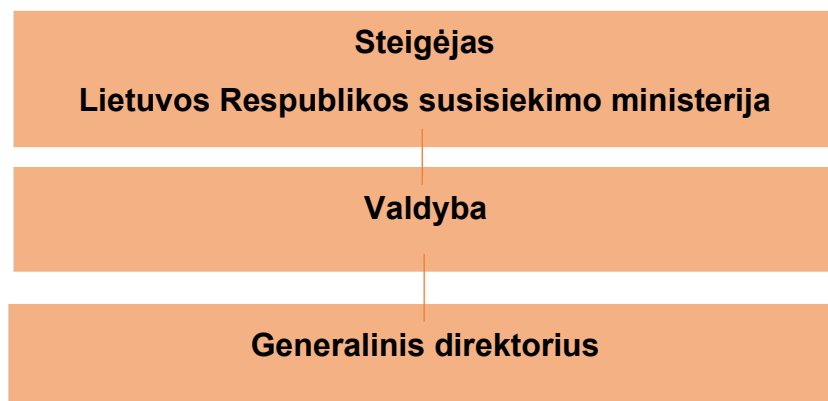 Steigėjas
Lietuvos Respublikos susisiekimo ministerija
Valdyba
Generalinis direktorius